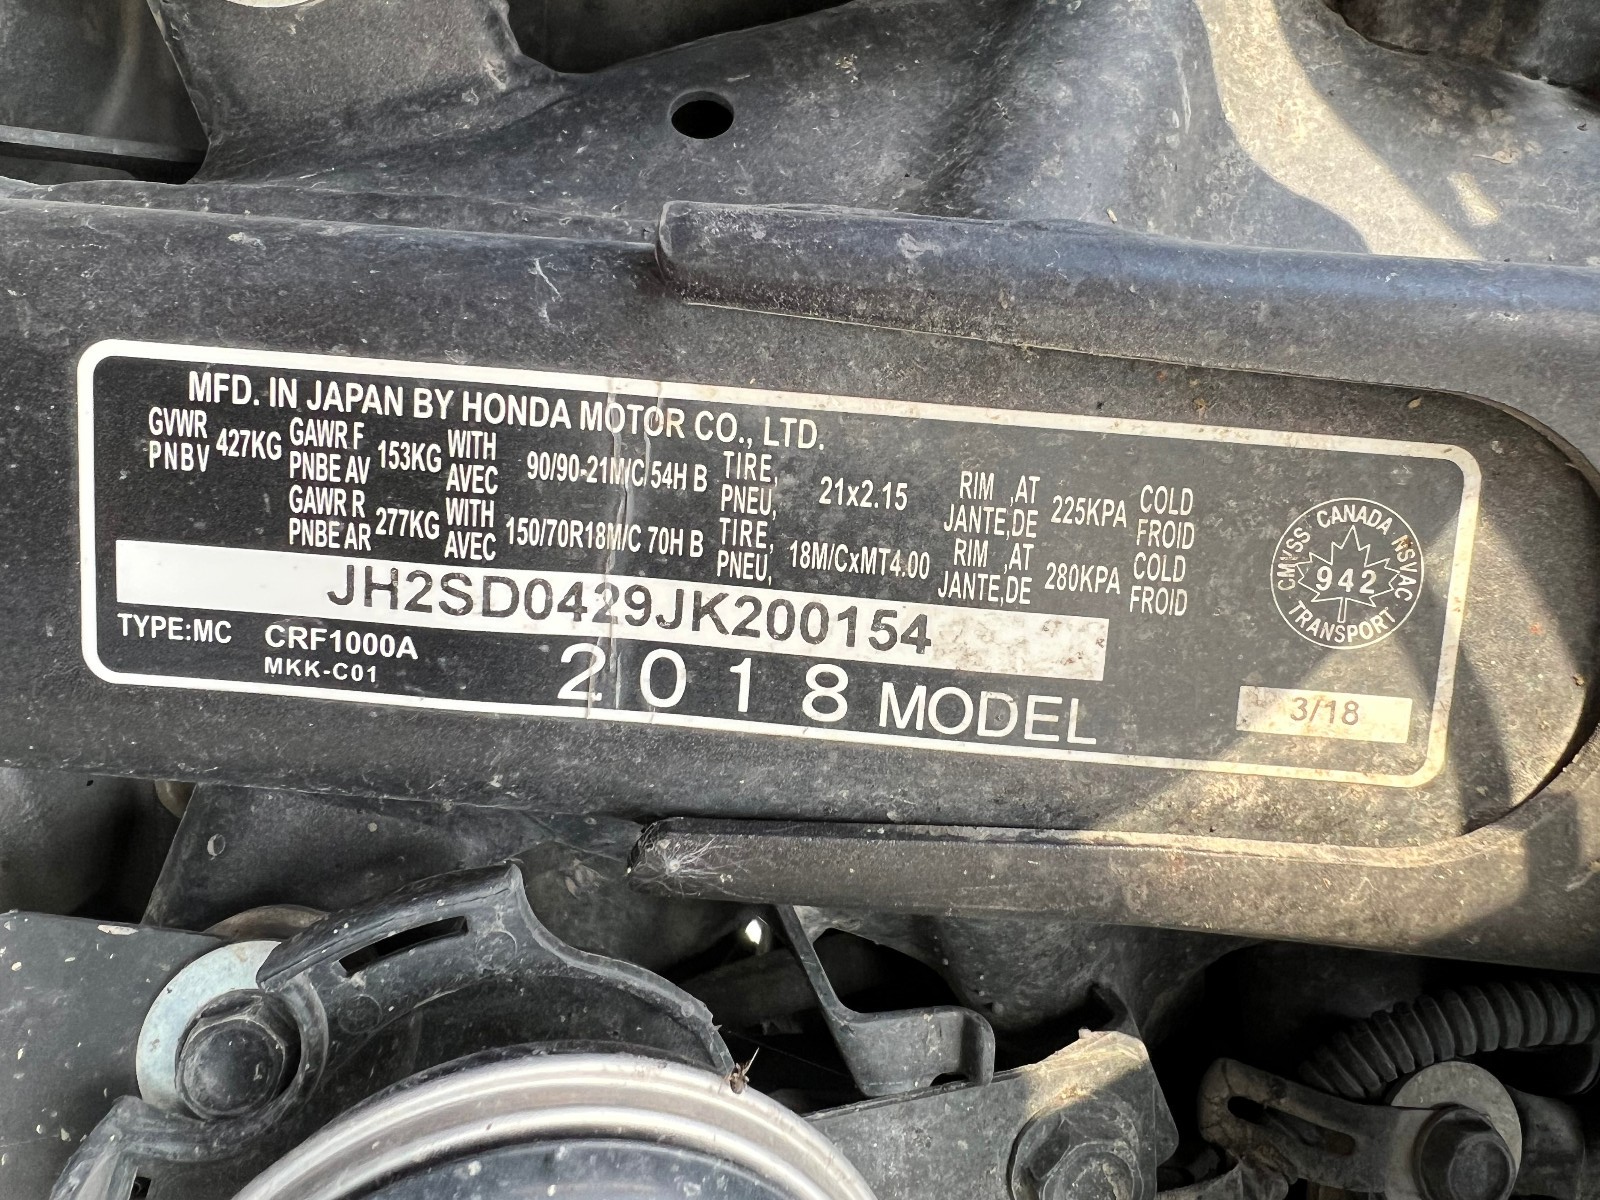 MFD. IN JAPAN BY HONDA MOTOR CO., LTD.
GVWR 427KG GAWR F 153KG WITH 90/90-21M/C 54H B TIRE, 21x2.15 RIM ,AT 225KPA COLD
PNBV PNBE AV AVEC PNEU, JANTE,DE FROID
GAWR R 277KG WITH 150/70R18M/C 70H B TIRE, 18M/CxMT4.00 RIM ,AT 280KPA COLD
PNBE AR AVEC PNEU, JANTE,DE FROID
JH2SD0429JK200154
TYPE:MC CRF1000A
MKK-C01
2018 MODEL
CANADA
CMVSS 942 NSVAC
TRANSPORT
3/18